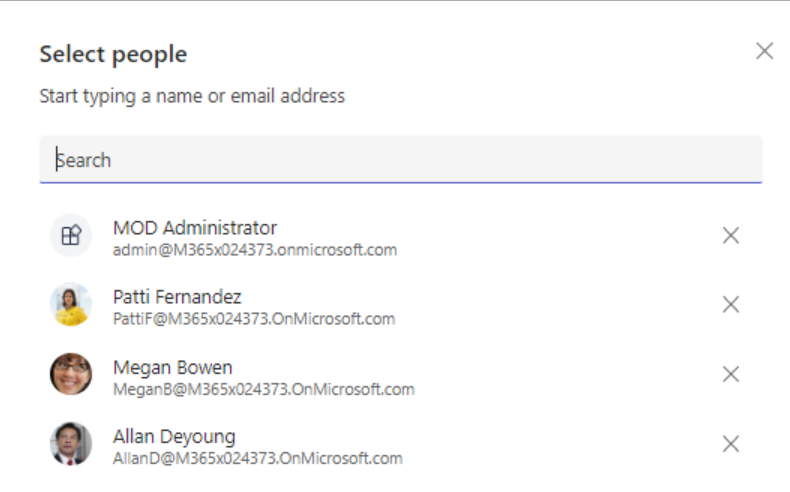 Select people
Start typing a name or email address
Search
MOD Administrator
admin@M365x024373.onmicrosoft.com
Patti Fernandez
PattiF@M365x024373.OnMicrosoft.com
Megan Bowen
MeganB@M365x024373.OnMicrosoft.com
Allan Deyoung
AllanD@M365x024373.OnMicrosoft.com